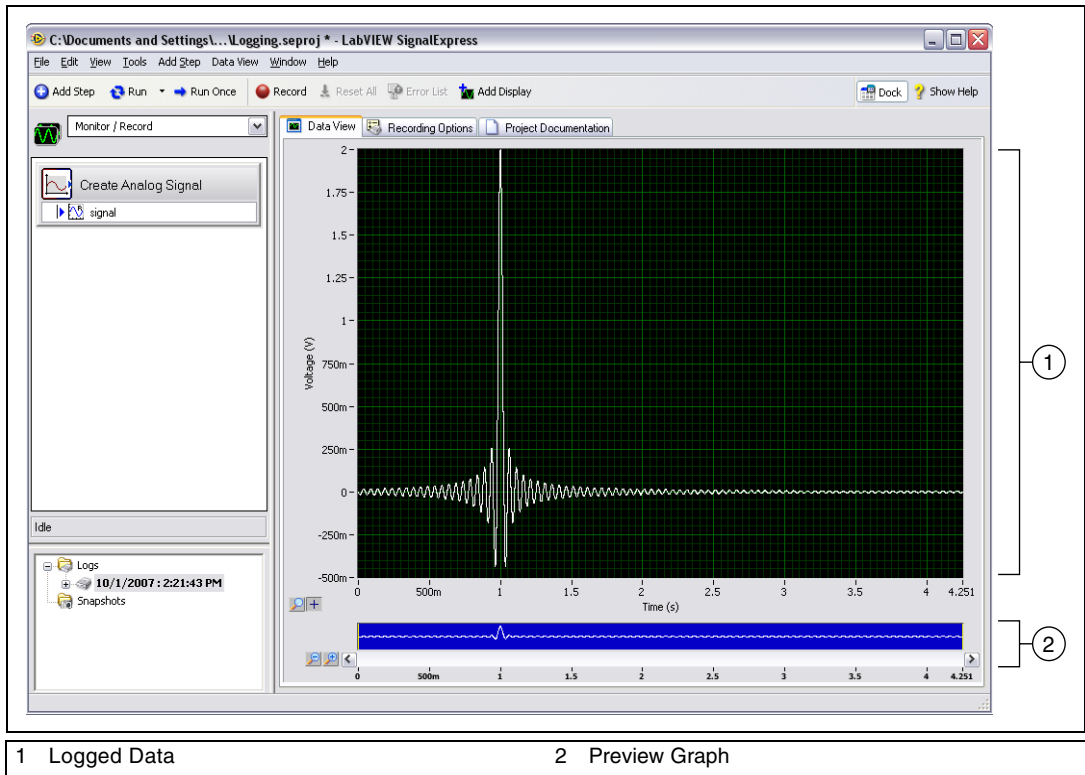 C:\Documents and Settings\...\Logging.seproj * - LabVIEW SignalExpress
File Edit View Tools Add Step Data View Window Help
Add Step Run Run Once Record Reset All Error List Add Display Dock Show Help
Monitor / Record
Data View Recording Options Project Documentation
Create Analog Signal
signal
2
1.75
1.5
1.25
1
750m
500m
250m
0
-250m
-500m
Voltage (V)
0 500m 1 1.5 2 2.5 3 3.5 4 4.251
Time (s)
1
Idle
Logs
10/1/2007 : 2:21:43 PM
Snapshots
2
0 500m 1 1.5 2 2.5 3 3.5 4 4.251
1 Logged Data 2 Preview Graph